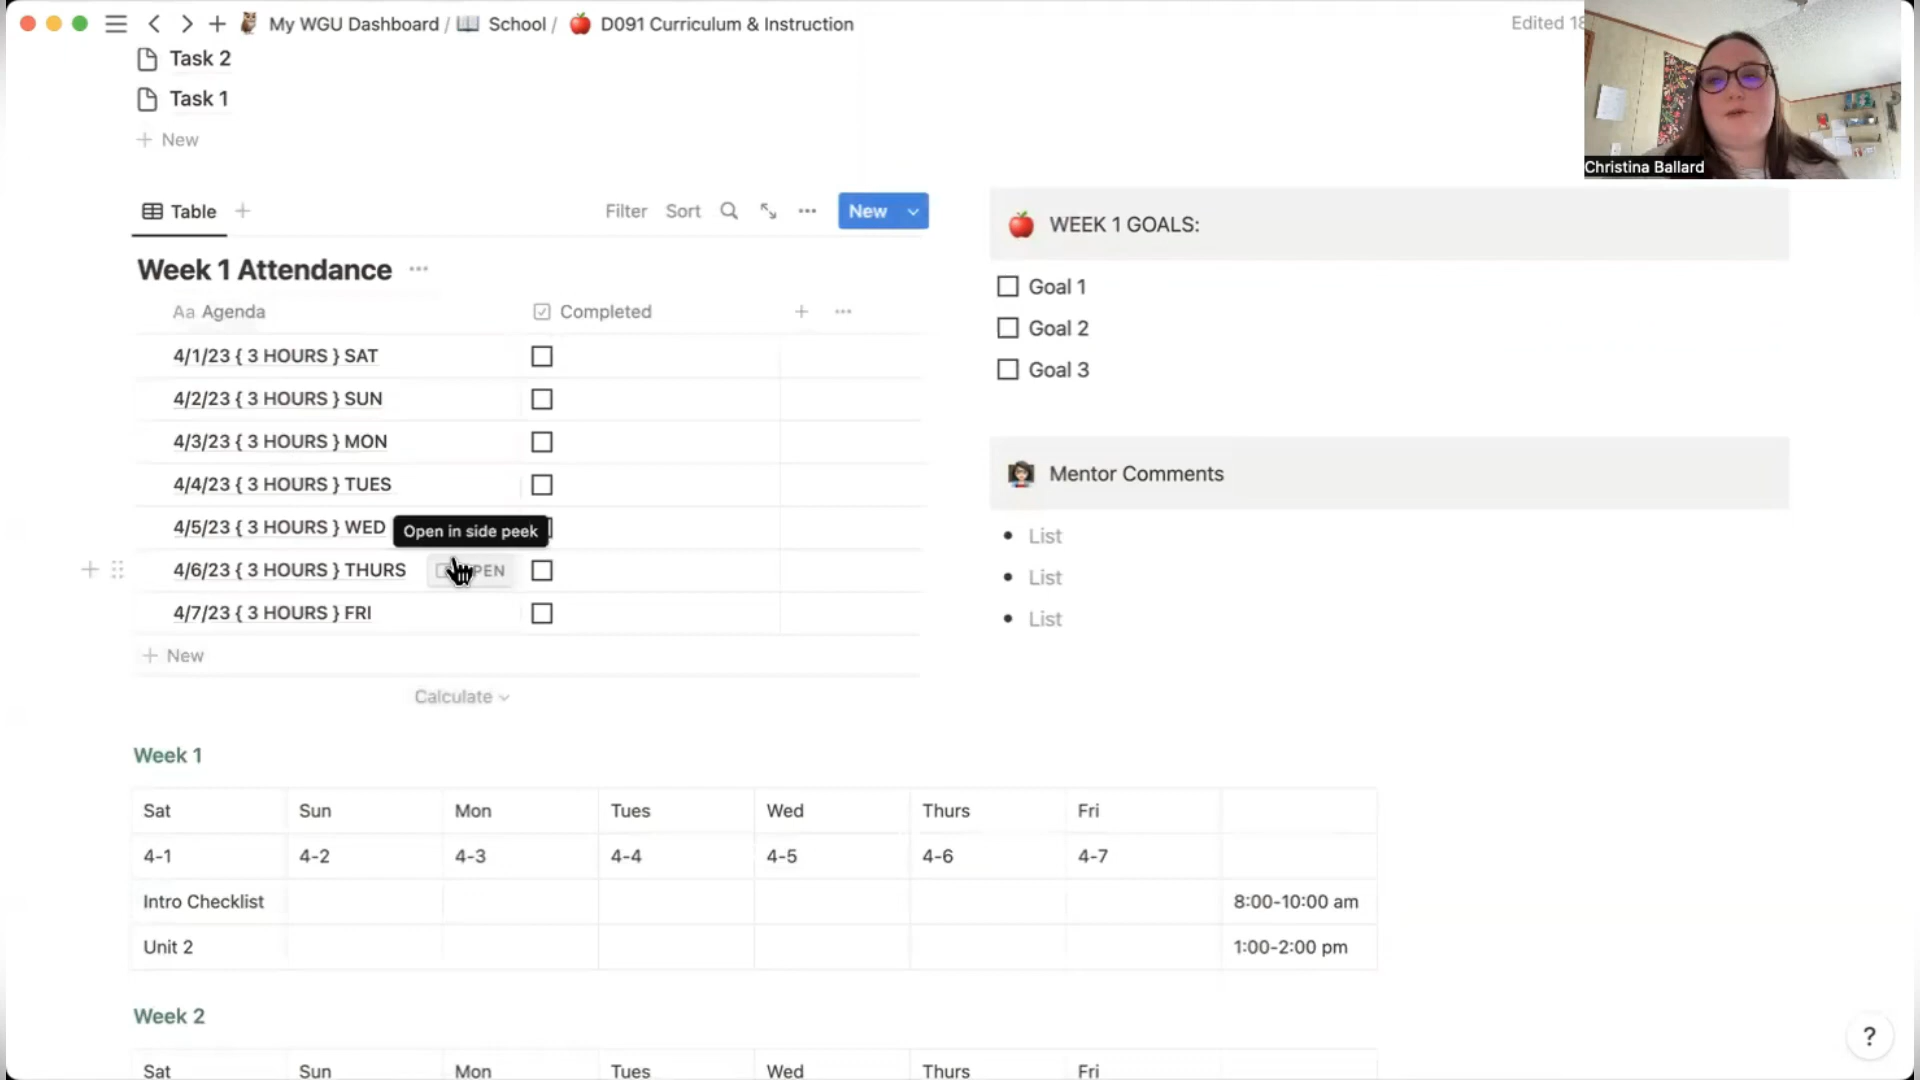 My WGU Dashboard / School / D091 Curriculum & Instruction
Edited 18
Task 2
Task 1
+ New
Christina Ballard
Table +
Filter Sort ... New
Week 1 Attendance ...
Aa Agenda Completed + ...
4/1/23 { 3 HOURS } SAT
4/2/23 { 3 HOURS } SUN
4/3/23 { 3 HOURS } MON
4/4/23 { 3 HOURS } TUES
4/5/23 { 3 HOURS } WED
Open in side peek
4/6/23 { 3 HOURS } THURS
4/7/23 { 3 HOURS } FRI
+ New
Calculate
WEEK 1 GOALS:
Goal 1
Goal 2
Goal 3
Mentor Comments
• List
• List
• List
Week 1
Sat Sun Mon Tues Wed Thurs Fri
4-1 4-2 4-3 4-4 4-5 4-6 4-7
Intro Checklist 8:00-10:00 am
Unit 2 1:00-2:00 pm
Week 2
Sat Sun Mon Tues Wed Thurs Fri
?